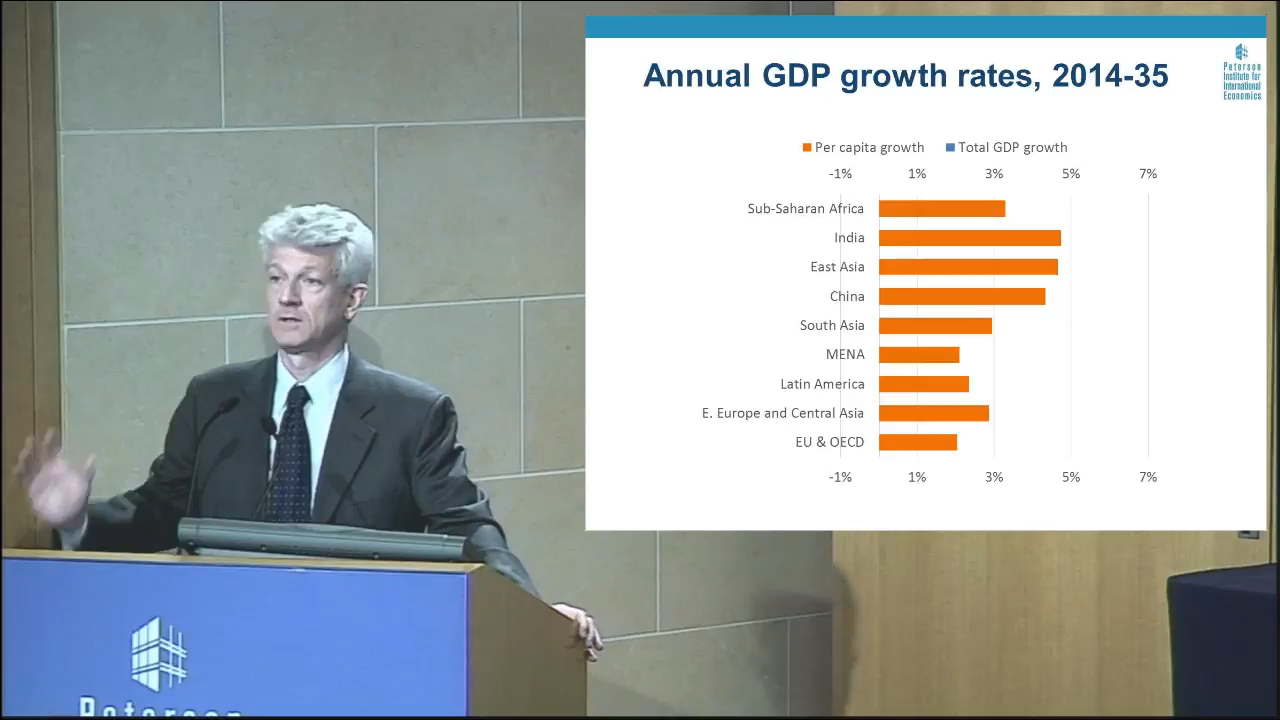 Annual GDP growth rates, 2014-35
Peterson
Institute for
International
Economics
Per capita growth Total GDP growth
-1% 1% 3% 5% 7%
Sub-Saharan Africa
India
East Asia
China
South Asia
MENA
Latin America
E. Europe and Central Asia
EU & OECD
-1% 1% 3% 5% 7%
Peterson